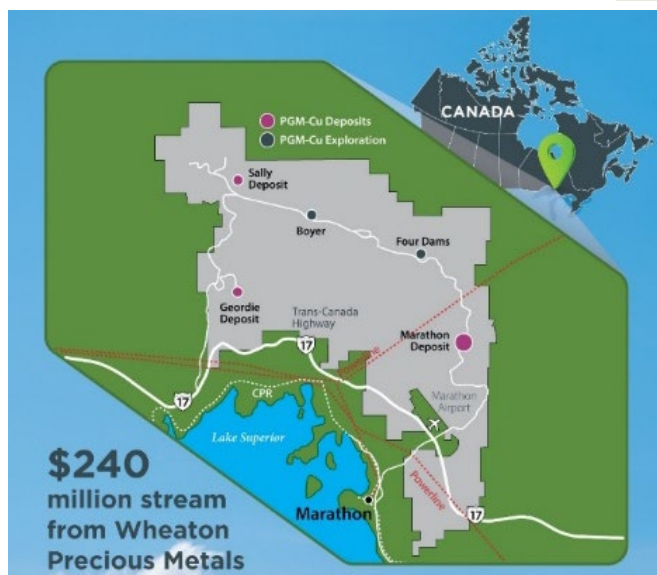 CANADA
PGM-Cu Deposits
PGM-Cu Exploration
Sally
Deposit
Boyer
Four Dams
Geordie
Deposit
Trans-Canada
Highway
17
Marathon
Deposit
Powerline
17
CPR
Marathon
Airport
Lake Superior
Powerline
$240
million stream
from Wheaton
Precious Metals
Marathon
17